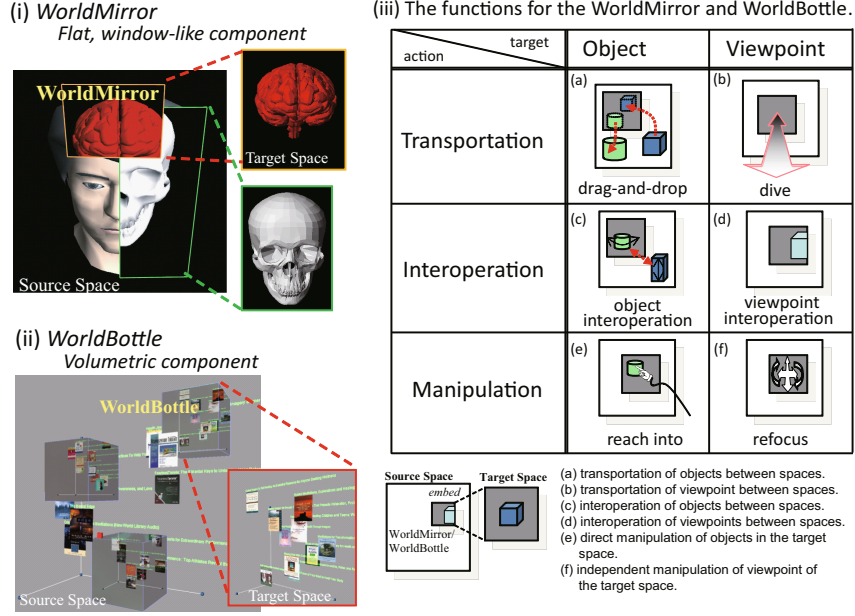 (i) WorldMirror
Flat, window-like component
WorldMirror
Target Space
Source Space
(ii) WorldBottle
Volumetric component
WorldBottle
Source Space
Target Space
(iii) The functions for the WorldMirror and WorldBottle.
target
action
Object
Viewpoint
Transportation
(a)
drag-and-drop
(b)
dive
Interoperation
(c)
object
interoperation
(d)
viewpoint
interoperation
Manipulation
(e)
reach into
(f)
refocus
Source Space
Target Space
embed
WorldMirror/
WorldBottle
(a) transportation of objects between spaces.
(b) transportation of viewpoint between spaces.
(c) interoperation of objects between spaces.
(d) interoperation of viewpoints between spaces.
(e) direct manipulation of objects in the target
space.
(f) independent manipulation of viewpoint of
the target space.